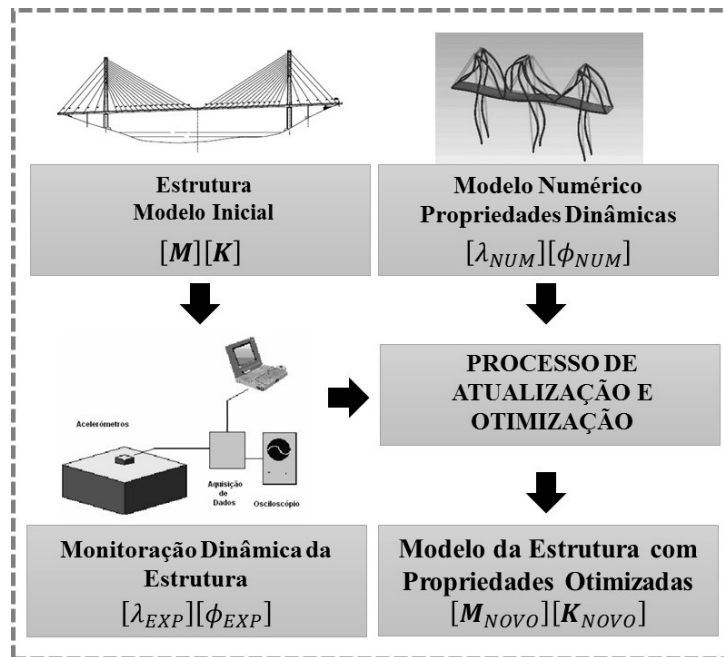 Estrutura
Modelo Inicial
[M][K]
Modelo Numérico
Propriedades Dinâmicas
[λNUM][ϕNUM]
Acelerómetros
Aquisição
de
Dados
Osciloscópio
PROCESSO DE
ATUALIZAÇÃO E
OTIMIZAÇÃO
Monitoração Dinâmica da
Estrutura
[λEXP][ϕEXP]
Modelo da Estrutura com
Propriedades Otimizadas
[MNOVO][KNOVO]